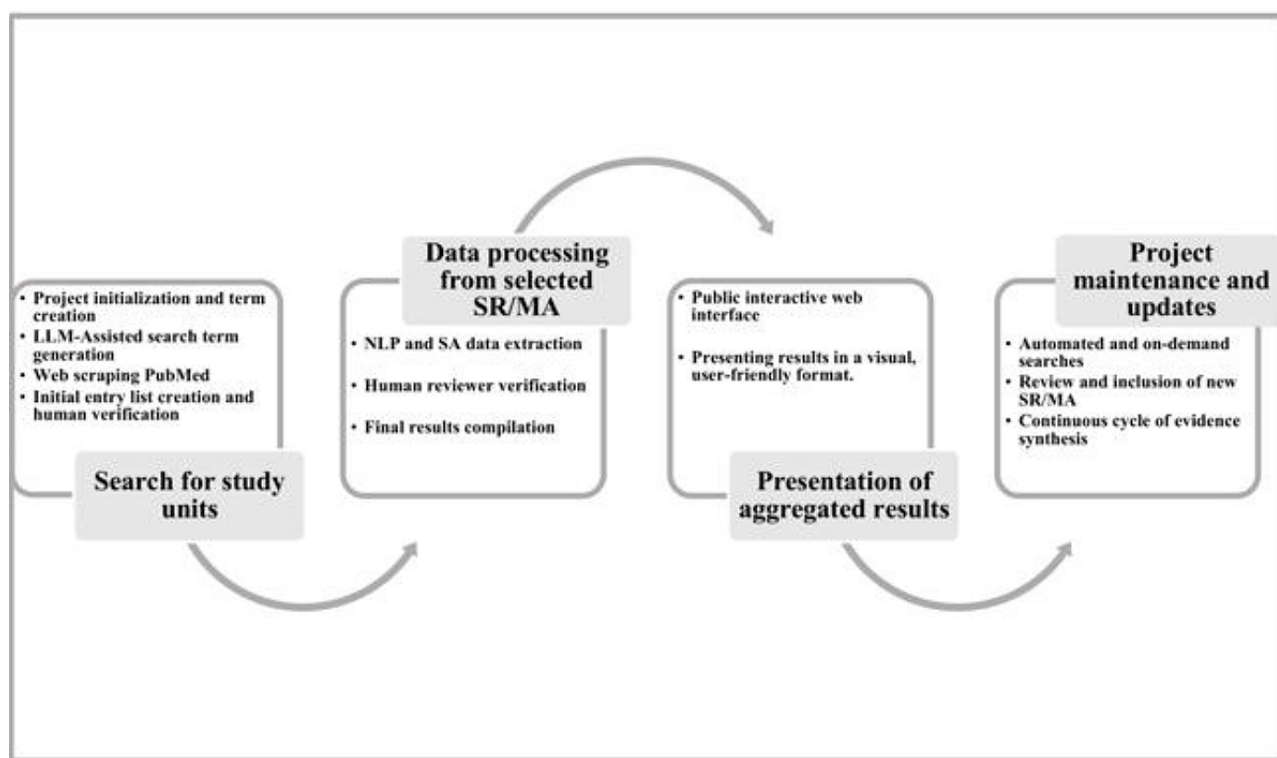 • Project initialization and term
creation
• LLM-Assisted search term
generation
• Web scraping PubMed
• Initial entry list creation and
human verification
Search for study
units
Data processing
from selected
SR/MA
• NLP and SA data extraction
• Human reviewer verification
• Final results compilation
• Public interactive web
interface
• Presenting results in a visual,
user-friendly format.
Presentation of
aggregated results
Project
maintenance and
updates
• Automated and on-demand
searches
• Review and inclusion of new
SR/MA
• Continuous cycle of evidence
synthesis